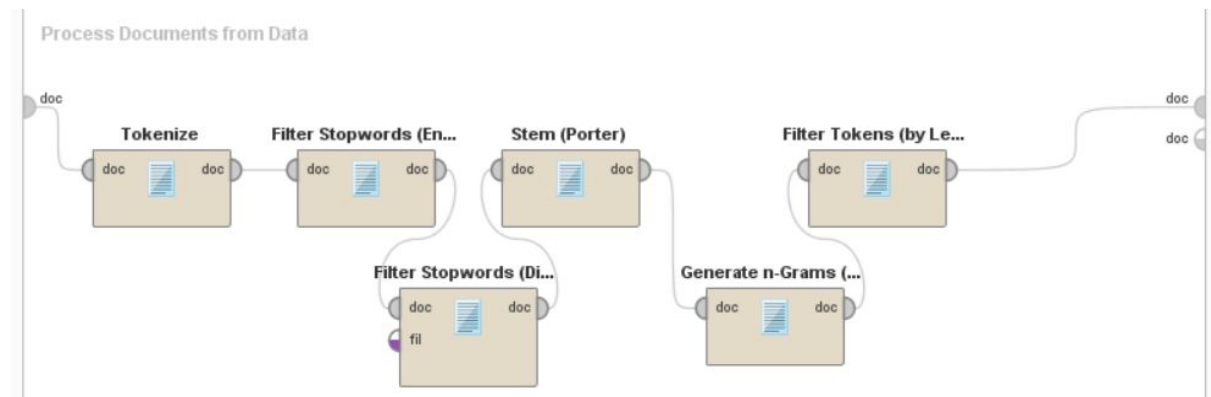 Process Documents from Data
doc
doc
doc
Tokenize
doc doc
Filter Stopwords (En...
doc doc
Filter Stopwords (Di...
doc doc
fil
Stem (Porter)
doc doc
Generate n-Grams (...
doc doc
Filter Tokens (by Le...
doc doc